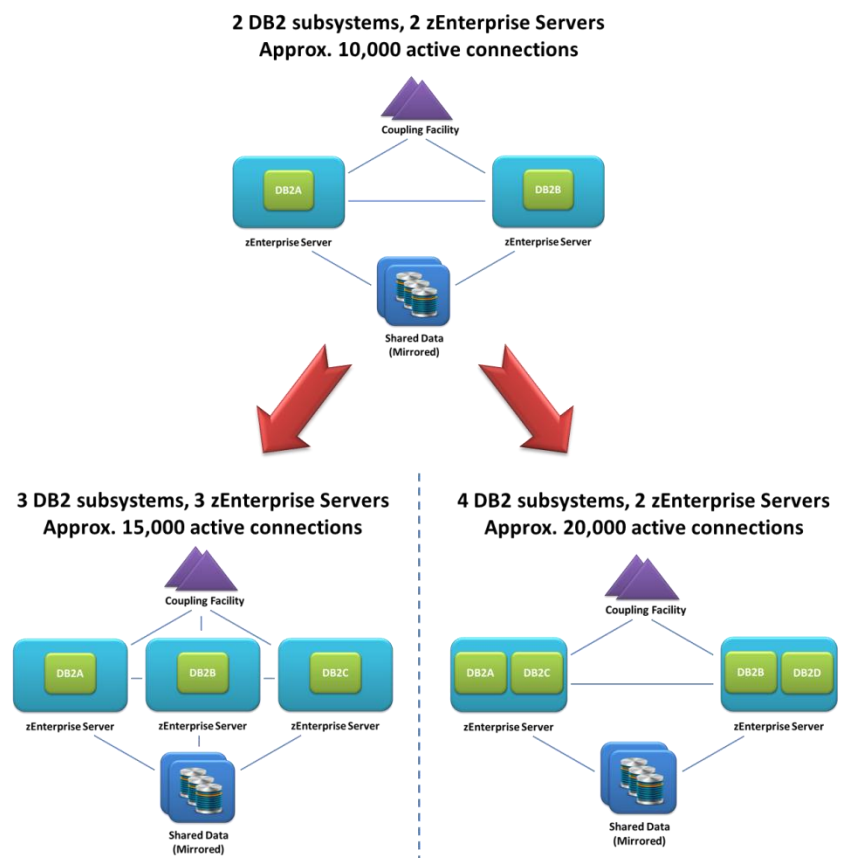 2 DB2 subsystems, 2 zEnterprise Servers
Approx. 10,000 active connections
Coupling Facility
DB2A
DB2B
zEnterprise Server
zEnterprise Server
Shared Data
(Mirrored)
3 DB2 subsystems, 3 zEnterprise Servers
Approx. 15,000 active connections
Coupling Facility
DB2A
DB2B
DB2C
zEnterprise Server
zEnterprise Server
zEnterprise Server
Shared Data
(Mirrored)
4 DB2 subsystems, 2 zEnterprise Servers
Approx. 20,000 active connections
Coupling Facility
DB2A
DB2C
DB2B
DB2D
zEnterprise Server
zEnterprise Server
Shared Data
(Mirrored)